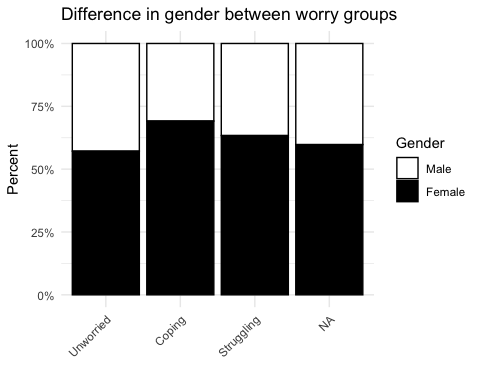 Difference in gender between worry groups
100%
75%
50%
25%
0%
Percent
Unworried
Coping
Struggling
NA
Gender
Male
Female